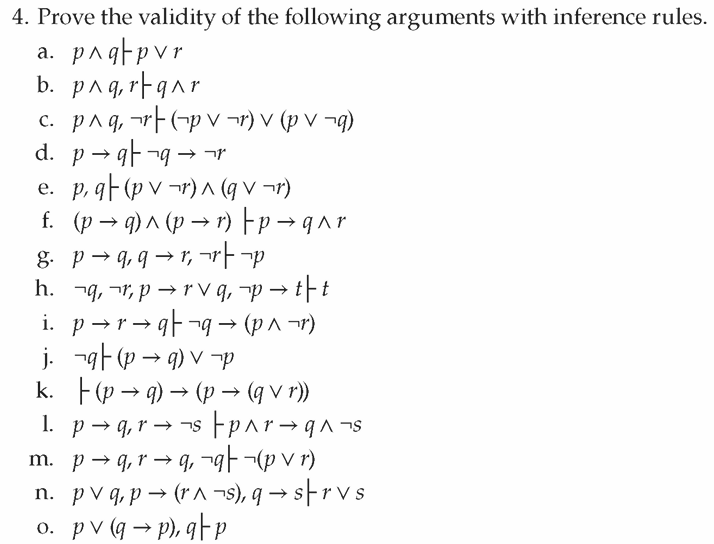 4. Prove the validity of the following arguments with inference rules.
a. p ∧ q ⊢ p ∨ r
b. p ∧ q, r ⊢ q ∧ r
c. p ∧ q, ¬r ⊢ (¬p ∨ ¬r) ∨ (p ∨ ¬q)
d. p → q ⊢ ¬q → ¬r
e. p, q ⊢ (p ∨ ¬r) ∧ (q ∨ ¬r)
f. (p → q) ∧ (p → r) ⊢ p → q ∧ r
g. p → q, q → r, ¬r ⊢ ¬p
h. ¬q, ¬r, p → r ∨ q, ¬p → t ⊢ t
i. p → r → q ⊢ ¬q → (p ∧ ¬r)
j. ¬q ⊢ (p → q) ∨ ¬p
k. ⊢ (p → q) → (p → (q ∨ r))
l. p → q, r → ¬s ⊢ p ∧ r → q ∧ ¬s
m. p → q, r → q, ¬q ⊢ ¬(p ∨ r)
n. p ∨ q, p → (r ∧ ¬s), q → s ⊢ r ∨ s
o. p ∨ (q → p), q ⊢ p